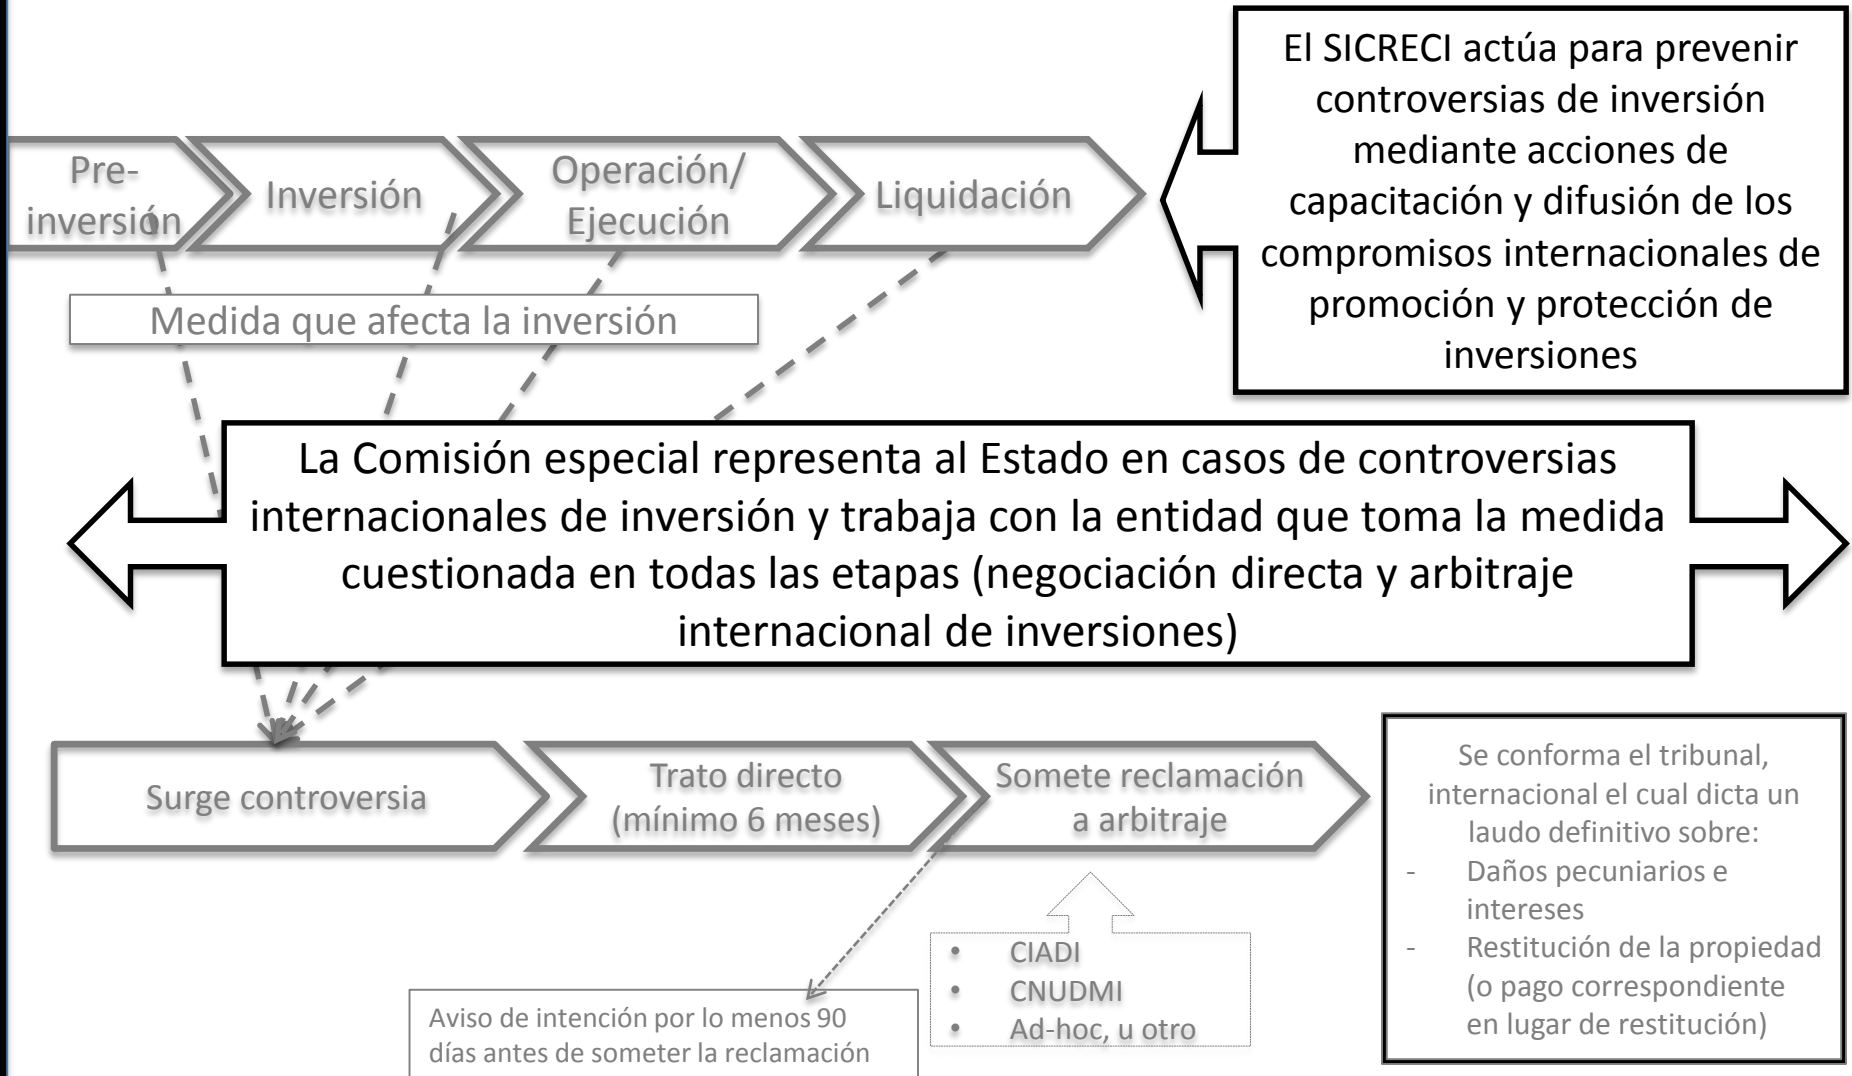 El SICRECI actúa para prevenir
controversias de inversión
mediante acciones de
capacitación y difusión de los
compromisos internacionales de
promoción y protección de
inversiones
Pre-
inversión
Inversión
Operación/
Ejecución
Liquidación
Medida que afecta la inversión
La Comisión especial representa al Estado en casos de controversias
internacionales de inversión y trabaja con la entidad que toma la medida
cuestionada en todas las etapas (negociación directa y arbitraje
internacional de inversiones)
Surge controversia
Trato directo
(mínimo 6 meses)
Somete reclamación
a arbitraje
Se conforma el tribunal,
internacional el cual dicta un
laudo definitivo sobre:
- Daños pecuniarios e
intereses
- Restitución de la propiedad
(o pago correspondiente
en lugar de restitución)
• CIADI
• CNUDMI
• Ad-hoc, u otro
Aviso de intención por lo menos 90
días antes de someter la reclamación